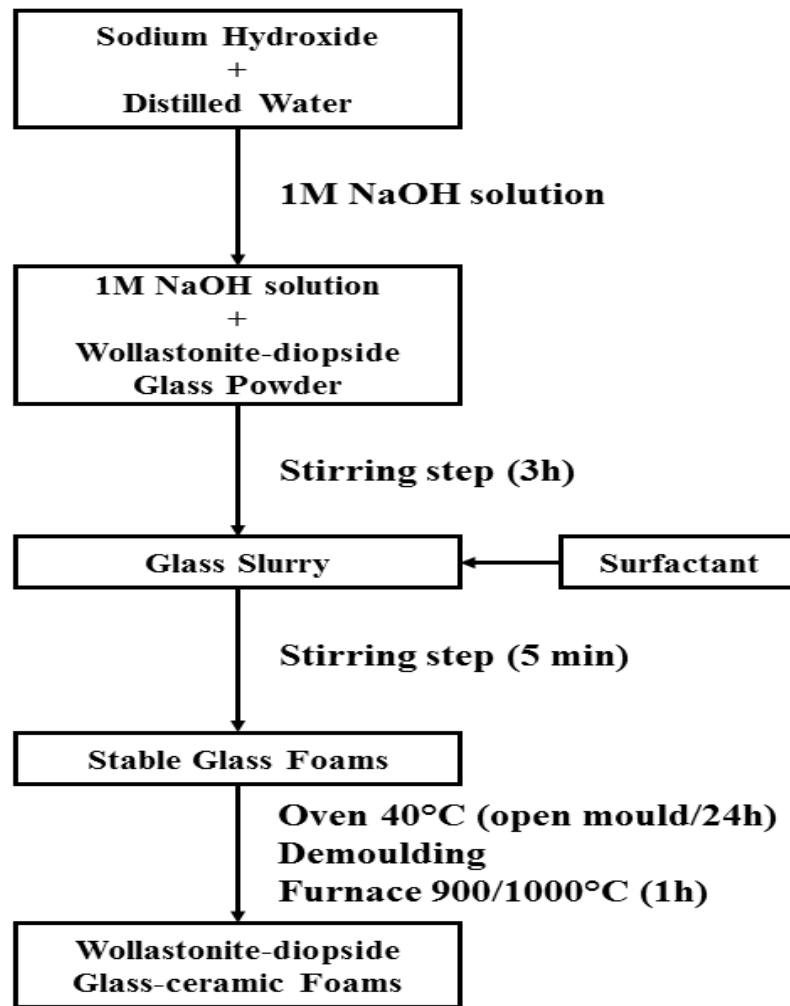 Sodium Hydroxide
+
Distilled Water
1M NaOH solution
1M NaOH solution
+
Wollastonite-diopside
Glass Powder
Stirring step (3h)
Glass Slurry
Surfactant
Stirring step (5 min)
Stable Glass Foams
Oven 40°C (open mould/24h)
Demoulding
Furnace 900/1000°C (1h)
Wollastonite-diopside
Glass-ceramic Foams